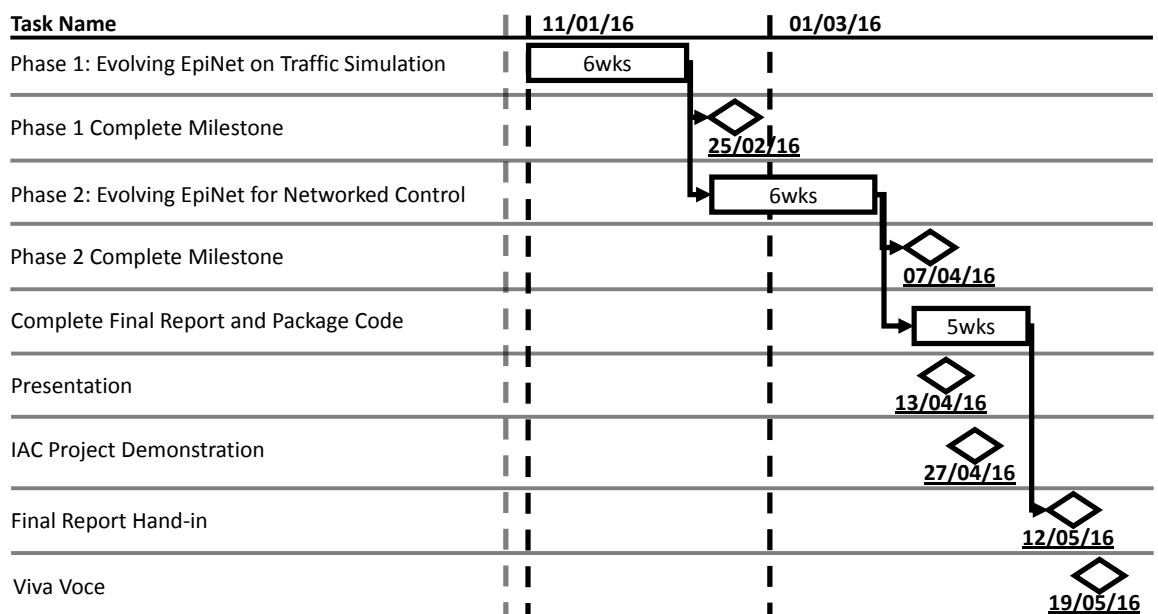 Task Name 11/01/16 01/03/16
Phase 1: Evolving EpiNet on Traffic Simulation 6wks
Phase 1 Complete Milestone
25/02/16
Phase 2: Evolving EpiNet for Networked Control 6wks
Phase 2 Complete Milestone
07/04/16
Complete Final Report and Package Code 5wks
Presentation
13/04/16
IAC Project Demonstration
27/04/16
Final Report Hand-in
12/05/16
Viva Voce
19/05/16